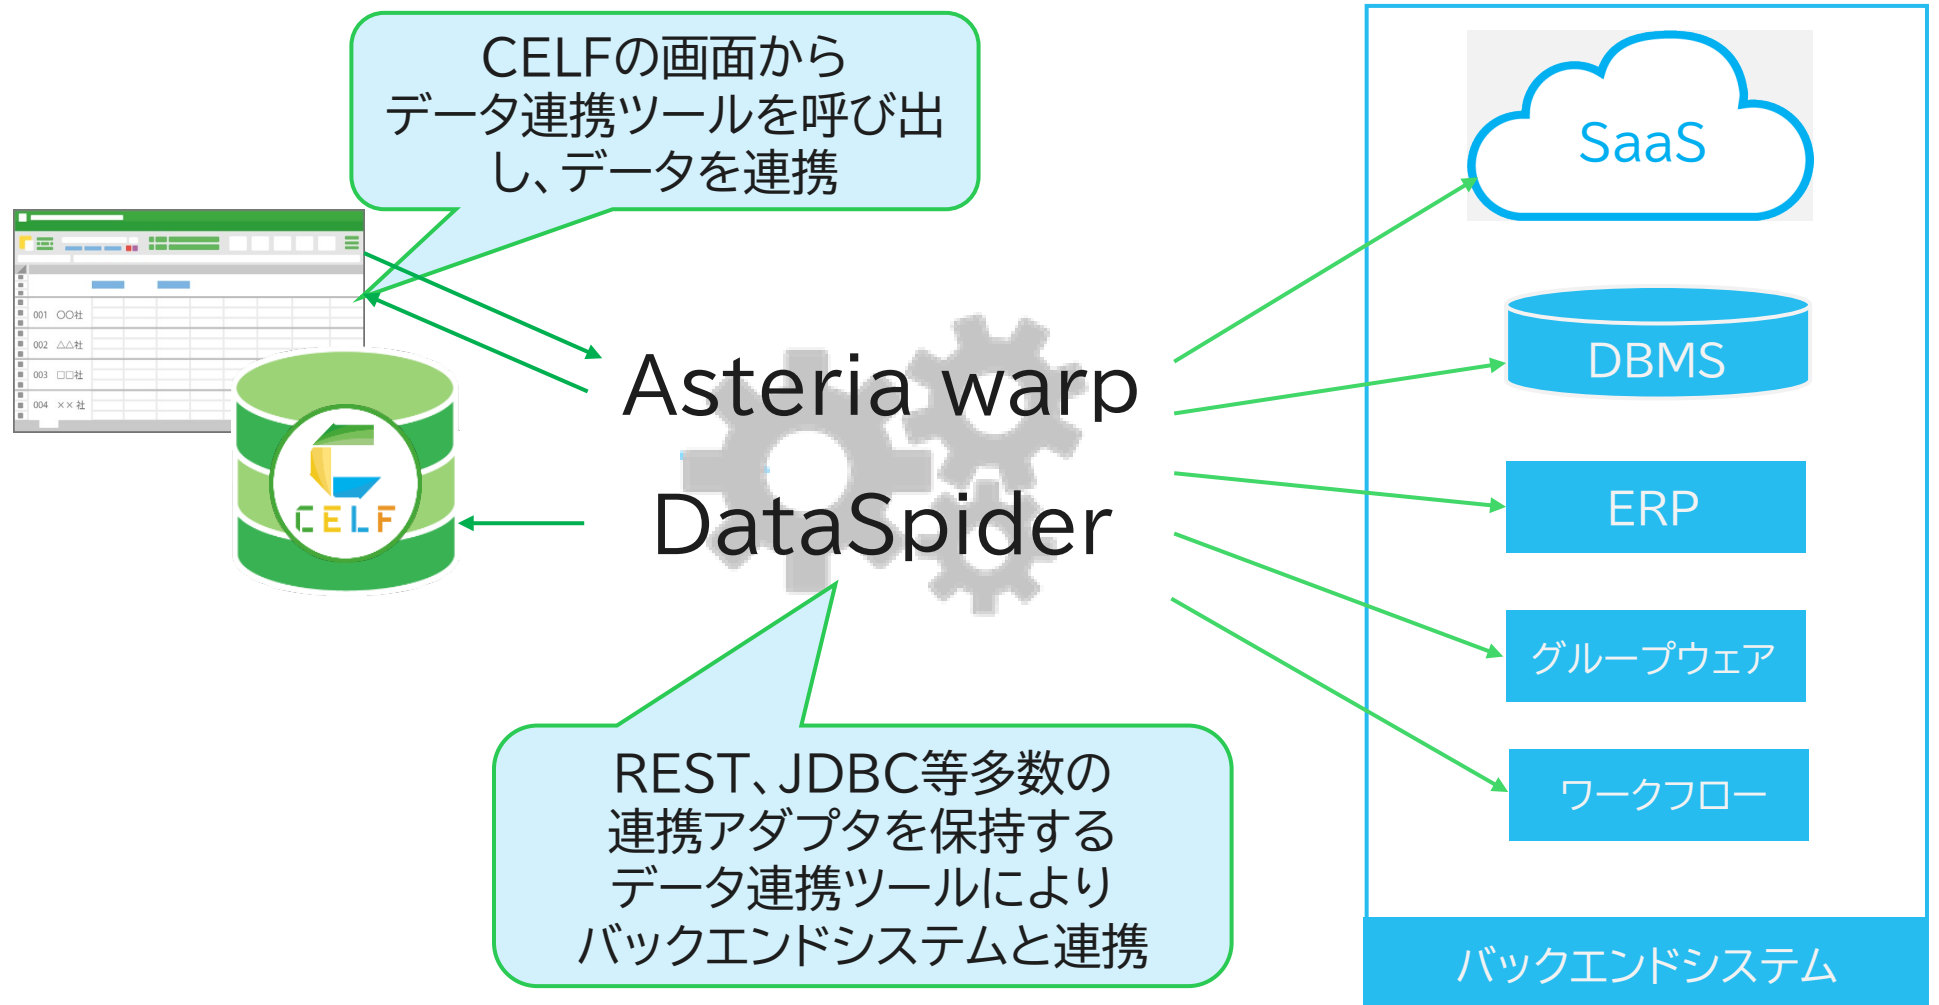 CELFの画面から
データ連携ツールを呼び出
し、データを連携
001 〇〇社
002 △△社
003 □□社
004 ××社
CELF
Asteria warp
DataSpider
REST、JDBC等多数の
連携アダプタを保持する
データ連携ツールにより
バックエンドシステムと連携
SaaS
DBMS
ERP
グループウェア
ワークフロー
バックエンドシステム